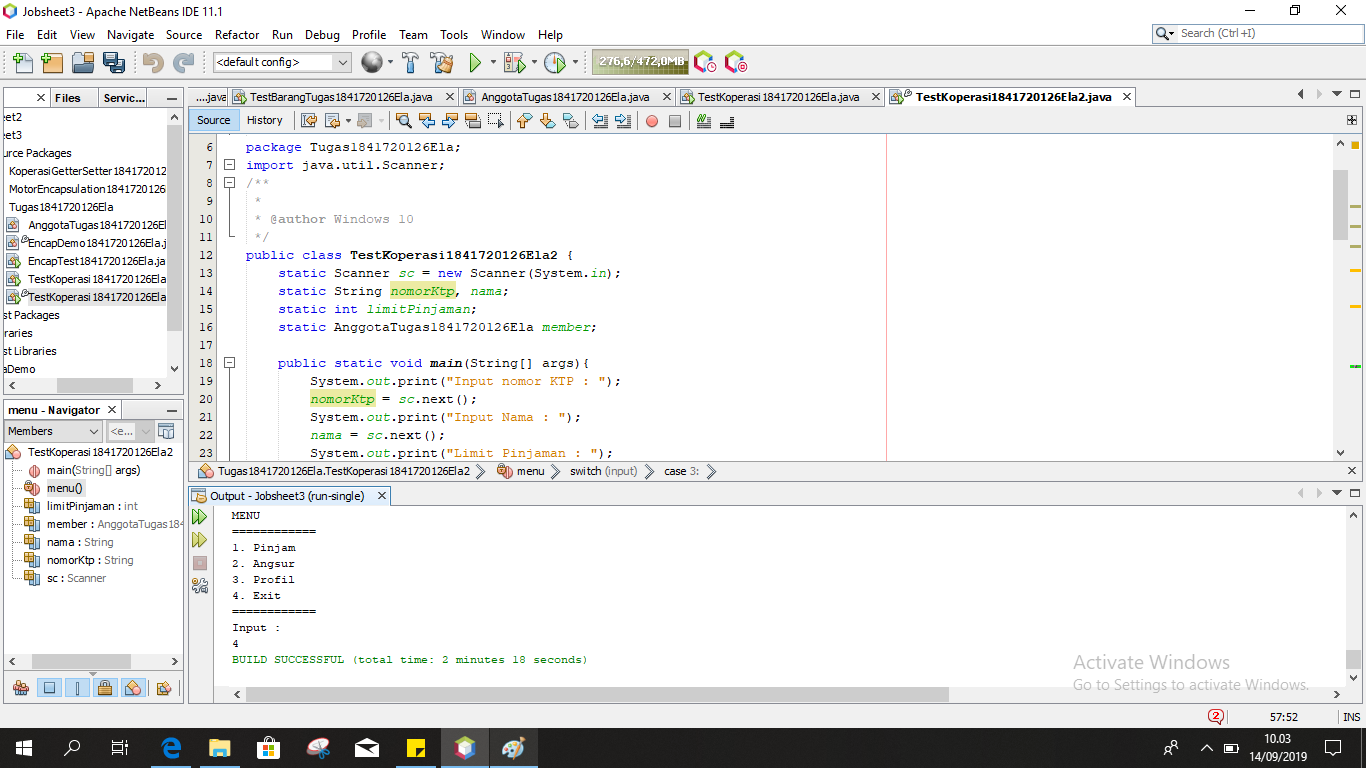 Jobsheet3 - Apache NetBeans IDE 11.1
File Edit View Navigate Source Refactor Run Debug Profile Team Tools Window Help
Search (Ctrl+I)
<default config>
276,6/472,0MB
Files
Servic...
....java
TestBarangTugas1841720126Ela.java
AnggotaTugas1841720126Ela.java
TestKoperasi1841720126Ela.java
TestKoperasi1841720126Ela2.java
Source History
eet2
eet3
urce Packages
KoperasiGetterSetter18417201​2
MotorEncapsulation1841720126
Tugas1841720126Ela
AnggotaTugas1841720126El
EncapDemo1841720126Ela.j
EncapTest1841720126Ela.ja
TestKoperasi1841720126Ela
TestKoperasi1841720126Ela
st Packages
raries
st Libraries
aDemo
menu - Navigator
Members
<e...
TestKoperasi1841720126Ela2
main(String[] args)
menu()
limitPinjaman : int
member : AnggotaTugas184
nama : String
nomorKtp : String
sc : Scanner
6 package Tugas1841720126Ela;
7 import java.util.Scanner;
8 /**
9 *
10 * @author Windows 10
11 */
12 public class TestKoperasi1841720126Ela2 {
13 static Scanner sc = new Scanner(System.in);
14 static String nomorKtp, nama;
15 static int limitPinjaman;
16 static AnggotaTugas1841720126Ela member;
17
18 public static void main(String[] args){
19 System.out.print("Input nomor KTP : ");
20 nomorKtp = sc.next();
21 System.out.print("Input Nama : ");
22 nama = sc.next();
23 System.out.print("Limit Pinjaman : ");
Tugas1841720126Ela.TestKoperasi1841720126Ela2
menu
switch (input)
case 3:
Output - Jobsheet3 (run-single)
MENU
============
1. Pinjam
2. Angsur
3. Profil
4. Exit
============
Input :
4
BUILD SUCCESSFUL (total time: 2 minutes 18 seconds)
Activate Windows
Go to Settings to activate Windows.
2
57:52
INS
10.03
14/09/2019